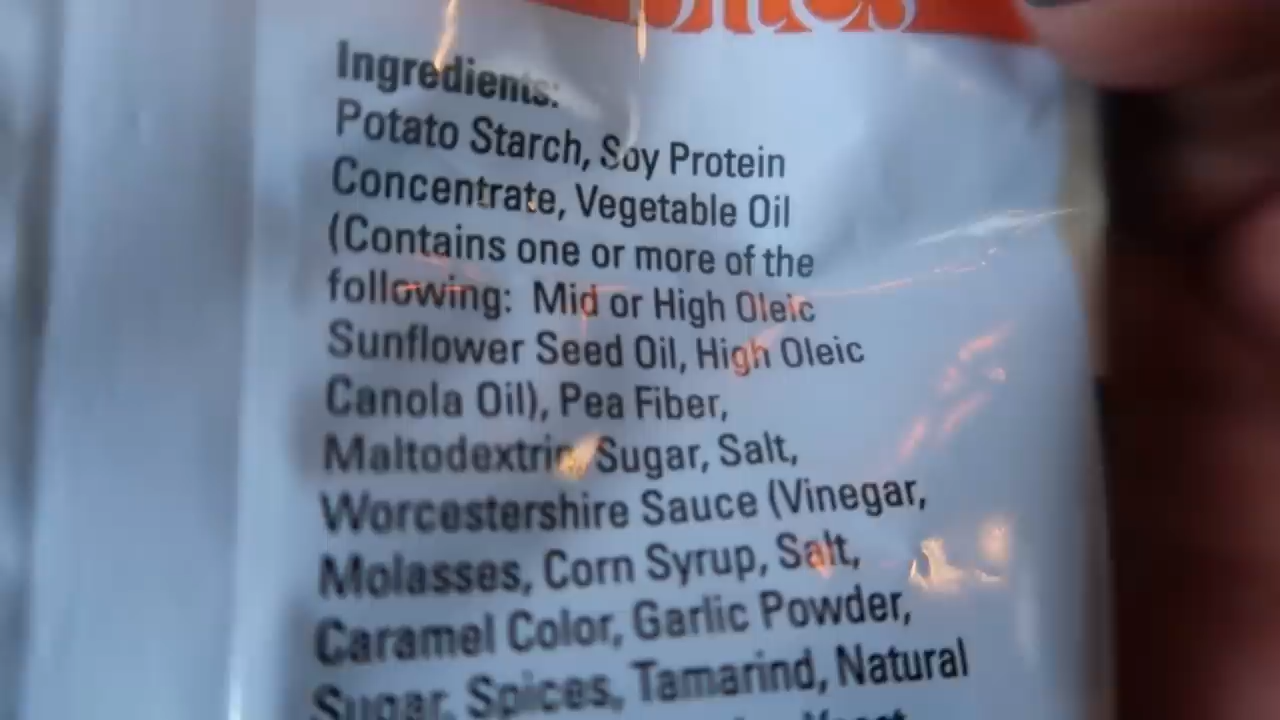 bites
Ingredients:
Potato Starch, Soy Protein
Concentrate, Vegetable Oil
(Contains one or more of the
following: Mid or High Oleic
Sunflower Seed Oil, High Oleic
Canola Oil), Pea Fiber,
Maltodextrin, Sugar, Salt,
Worcestershire Sauce (Vinegar,
Molasses, Corn Syrup, Salt,
Caramel Color, Garlic Powder,
Sugar, Spices, Tamarind, Natural
Yeast